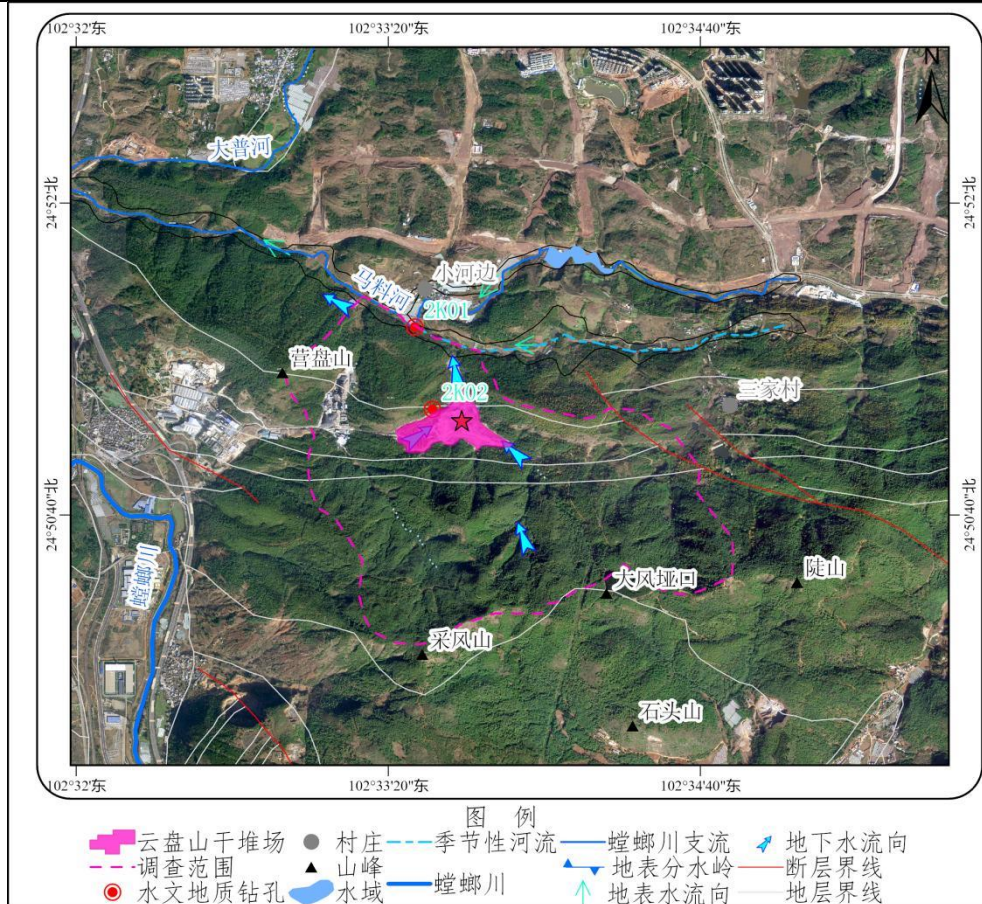 102°32'东 102°33'20"东 102°34'40"东
N
大普河
24°52'北 24°52'北
小河边
马料河
2K01
营盘山
2K02
三家村
24°50'40"北 24°50'40"北
螳螂川
大风垭口
陡山
采风山
石头山
102°32'东 102°33'20"东 102°34'40"东
图 例
云盘山干堆场 村庄 季节性河流 螳螂川支流 地下水流向
调查范围 山峰 螳螂川 地表分水岭 断层界线
水文地质钻孔 水域 地表水流向 地层界线